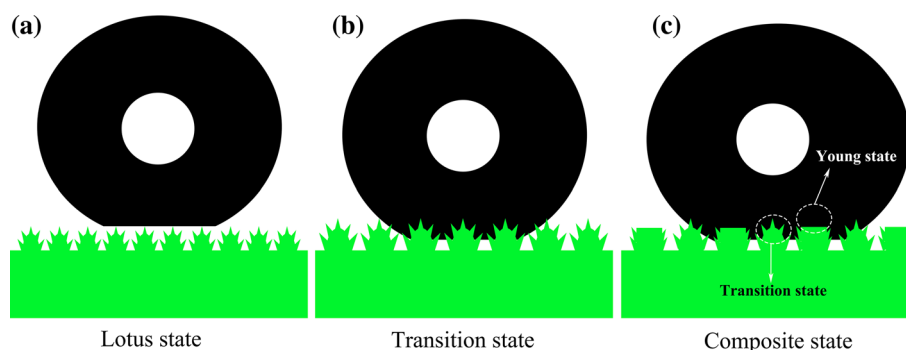 (a)
(b)
(c)
Young state
Transition state
Lotus state
Transition state
Composite state